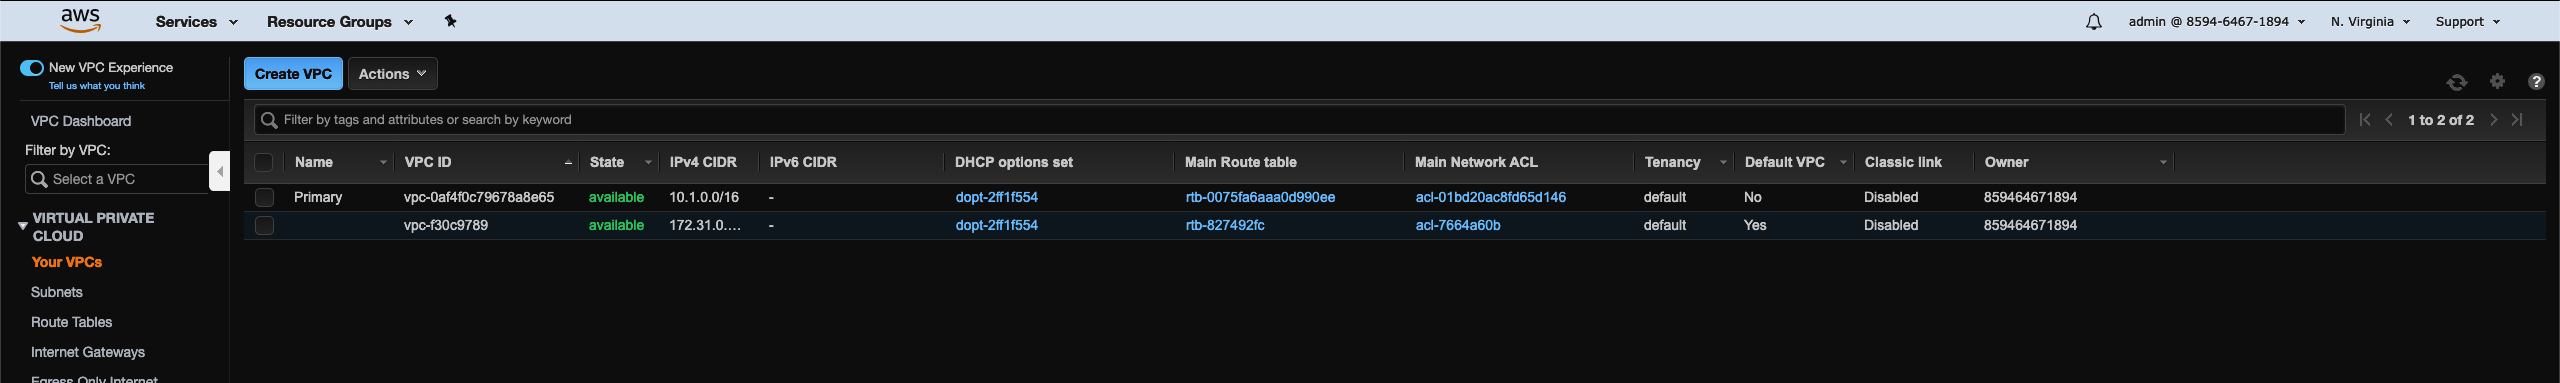 aws Services Resource Groups admin @ 8594-6467-1894 N. Virginia Support
New VPC Experience
Tell us what you think
Create VPC Actions
?
VPC Dashboard
Filter by VPC:
Select a VPC
VIRTUAL PRIVATE
CLOUD
Your VPCs
Subnets
Route Tables
Internet Gateways
Egress Only Internet
Filter by tags and attributes or search by keyword
1 to 2 of 2
Name VPC ID State IPv4 CIDR IPv6 CIDR DHCP options set Main Route table Main Network ACL Tenancy Default VPC Classic link Owner
Primary vpc-0af4f0c79678a8e65 available 10.1.0.0/16 - dopt-2ff1f554 rtb-0075fa6aaa0d990ee acl-01bd20ac8fd65d146 default No Disabled 859464671894
vpc-f30c9789 available 172.31.0.... - dopt-2ff1f554 rtb-827492fc acl-7664a60b default Yes Disabled 859464671894